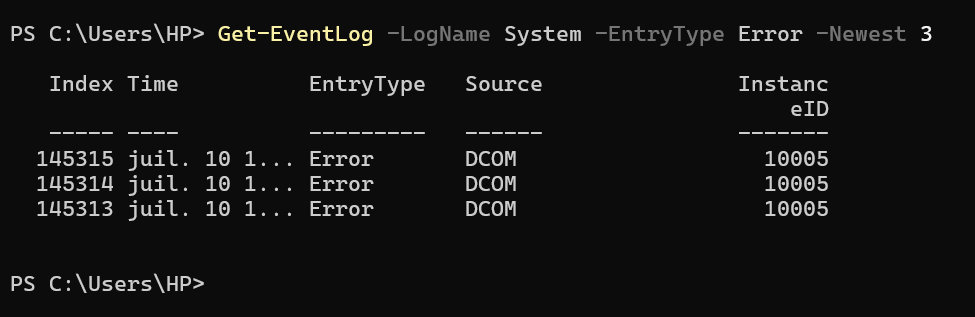 PS C:\Users\HP> Get-EventLog -LogName System -EntryType Error -Newest 3
Index Time EntryType Source Instanc
eID
----- ---- --------- ------ -------
145315 juil. 10 1... Error DCOM 10005
145314 juil. 10 1... Error DCOM 10005
145313 juil. 10 1... Error DCOM 10005
PS C:\Users\HP>